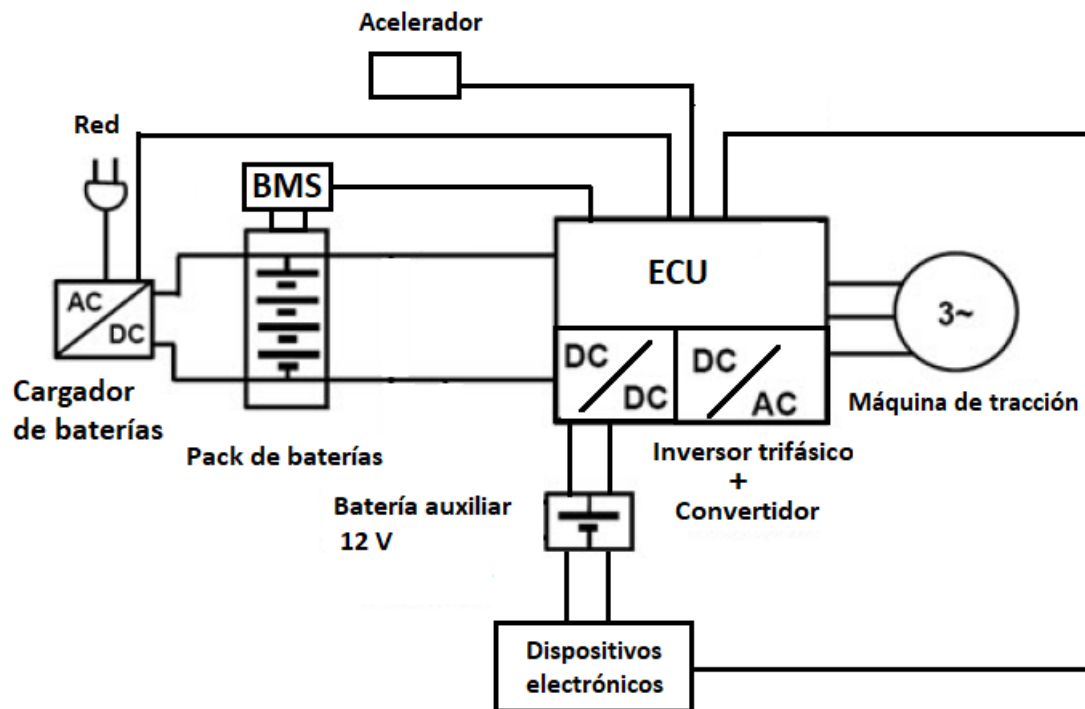 Acelerador
Red
BMS
ECU
AC
DC
3~
DC
DC
DC
AC
Cargador
de baterías
Pack de baterías
Máquina de tracción
Inversor trifásico
+
Convertidor
Batería auxiliar
12 V
Dispositivos
electrónicos